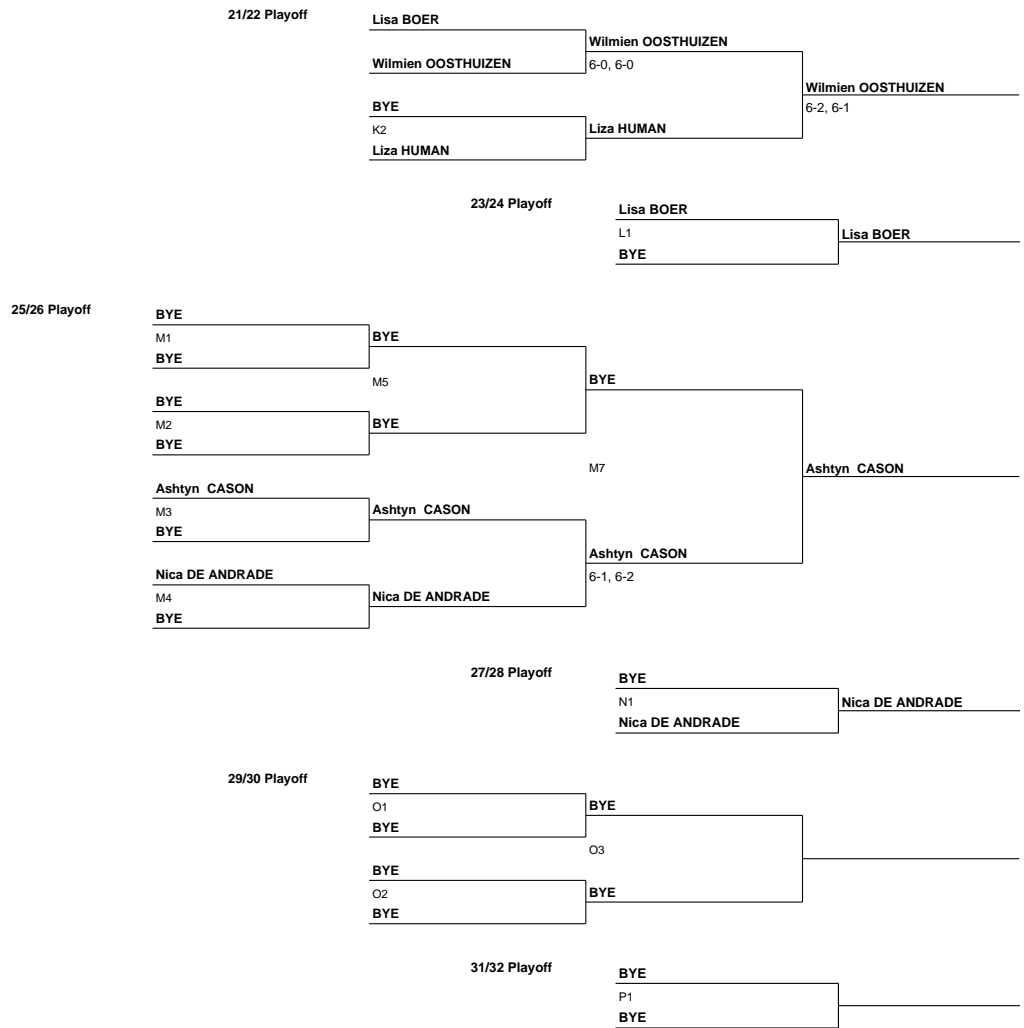 21/22 Playoff
Lisa BOER
Wilmien OOSTHUIZEN
Wilmien OOSTHUIZEN
6-0, 6-0
Wilmien OOSTHUIZEN
6-2, 6-1
BYE
K2
Liza HUMAN
Liza HUMAN
23/24 Playoff
Lisa BOER
L1
Lisa BOER
BYE
25/26 Playoff
BYE
M1
BYE
BYE
M5
BYE
BYE
M2
BYE
BYE
M7
Ashtyn CASON
Ashtyn CASON
M3
Ashtyn CASON
BYE
Ashtyn CASON
6-1, 6-2
Nica DE ANDRADE
M4
Nica DE ANDRADE
BYE
27/28 Playoff
BYE
N1
Nica DE ANDRADE
Nica DE ANDRADE
29/30 Playoff
BYE
O1
BYE
BYE
O3
BYE
O2
BYE
BYE
31/32 Playoff
BYE
P1
BYE